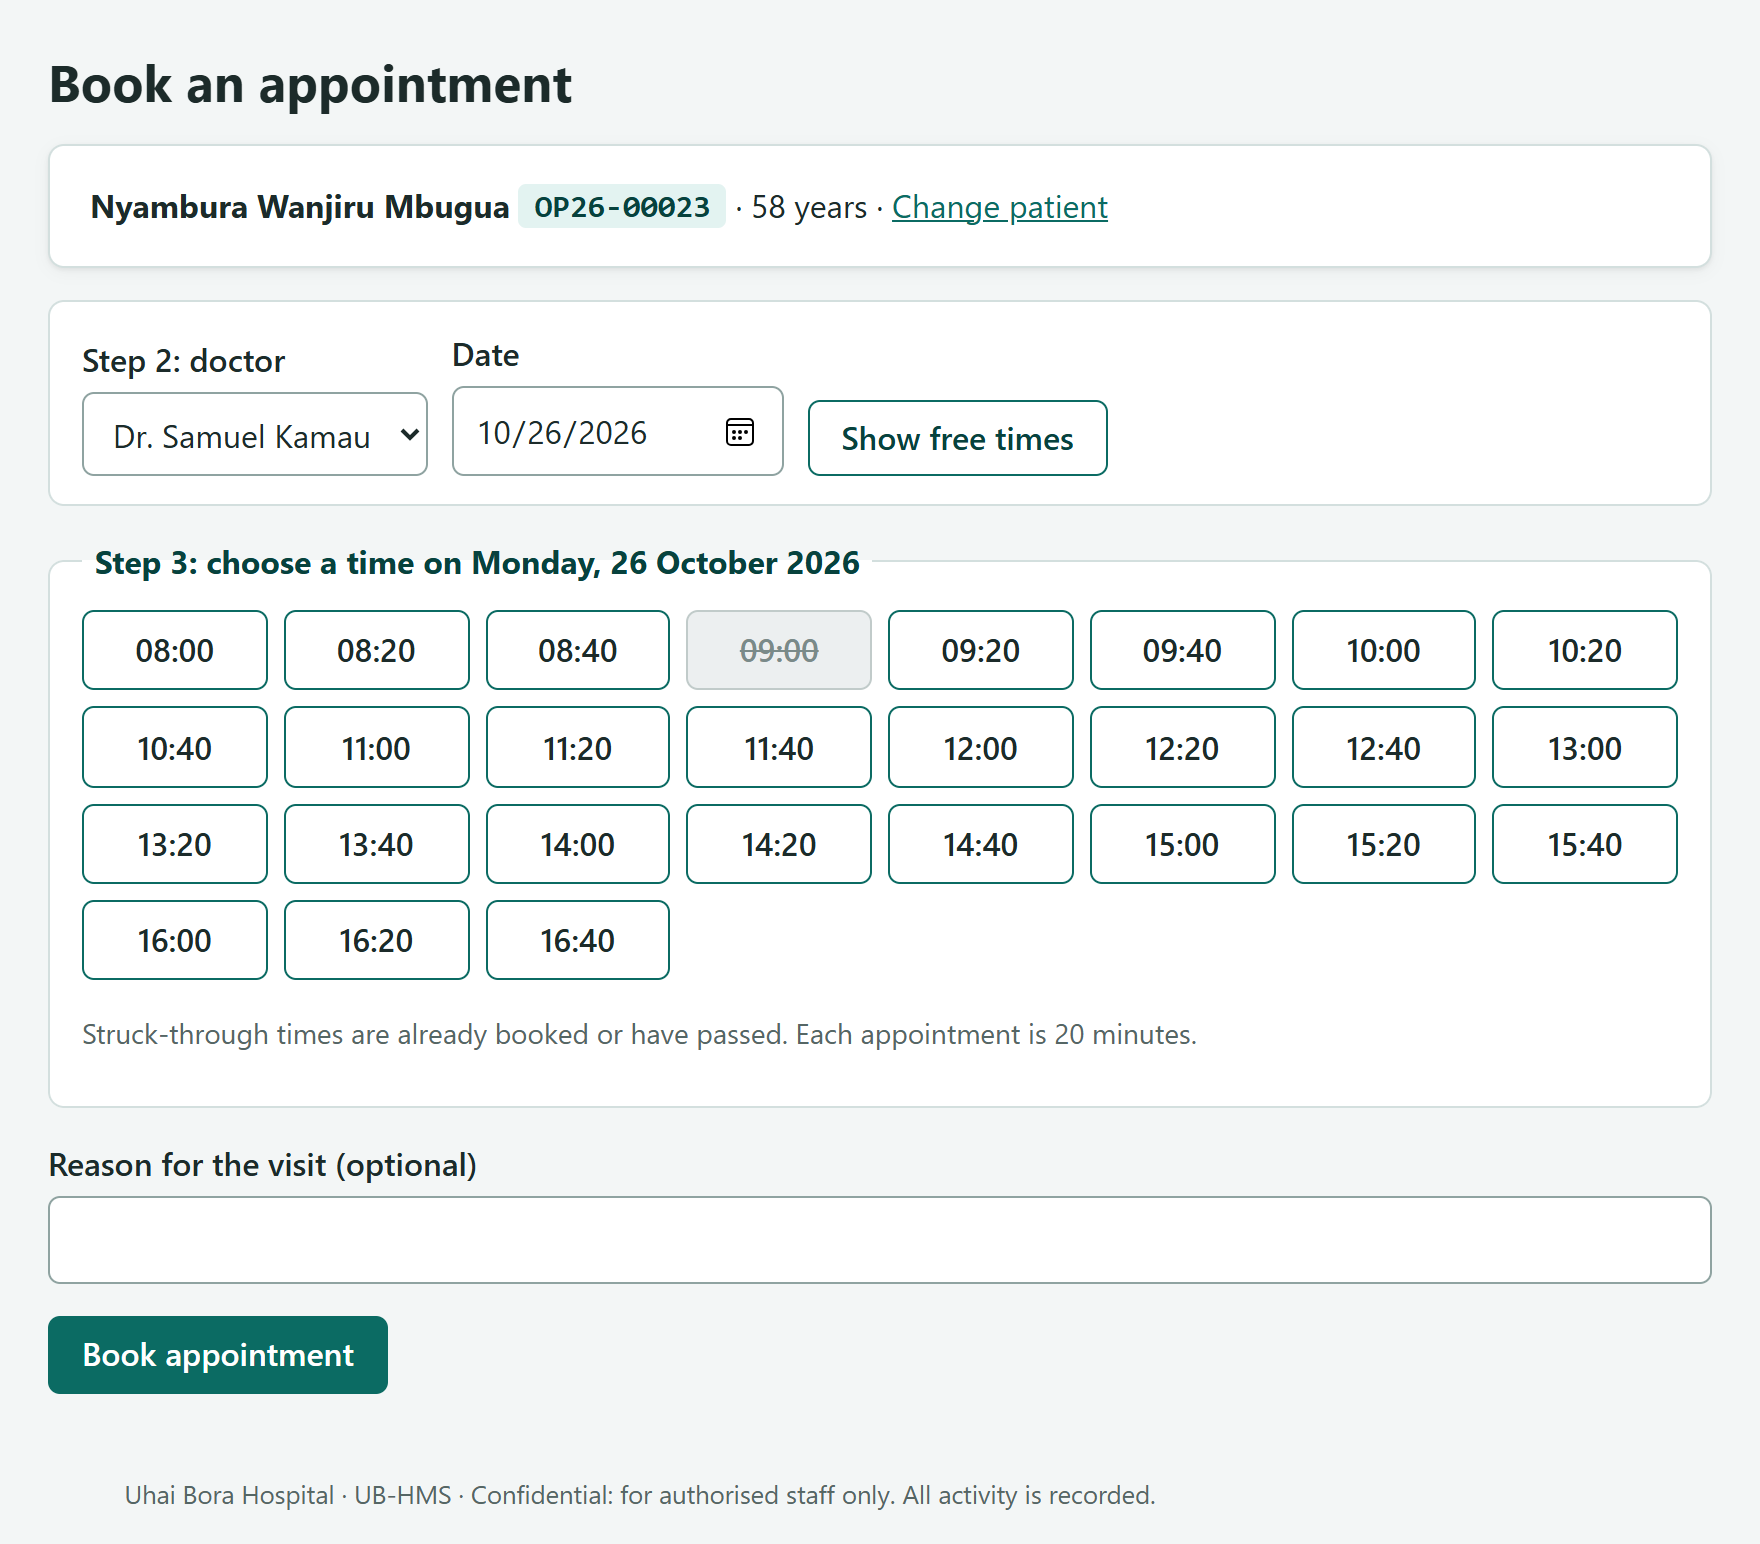 Book an appointment
Nyambura Wanjiru Mbugua OP26-00023 · 58 years · Change patient
Step 2: doctor
Date
Dr. Samuel Kamau
10/26/2026
Show free times
Step 3: choose a time on Monday, 26 October 2026
08:00 08:20 08:40 09:00 09:20 09:40 10:00 10:20
10:40 11:00 11:20 11:40 12:00 12:20 12:40 13:00
13:20 13:40 14:00 14:20 14:40 15:00 15:20 15:40
16:00 16:20 16:40
Struck-through times are already booked or have passed. Each appointment is 20 minutes.
Reason for the visit (optional)
Book appointment
Uhai Bora Hospital · UB-HMS · Confidential: for authorised staff only. All activity is recorded.